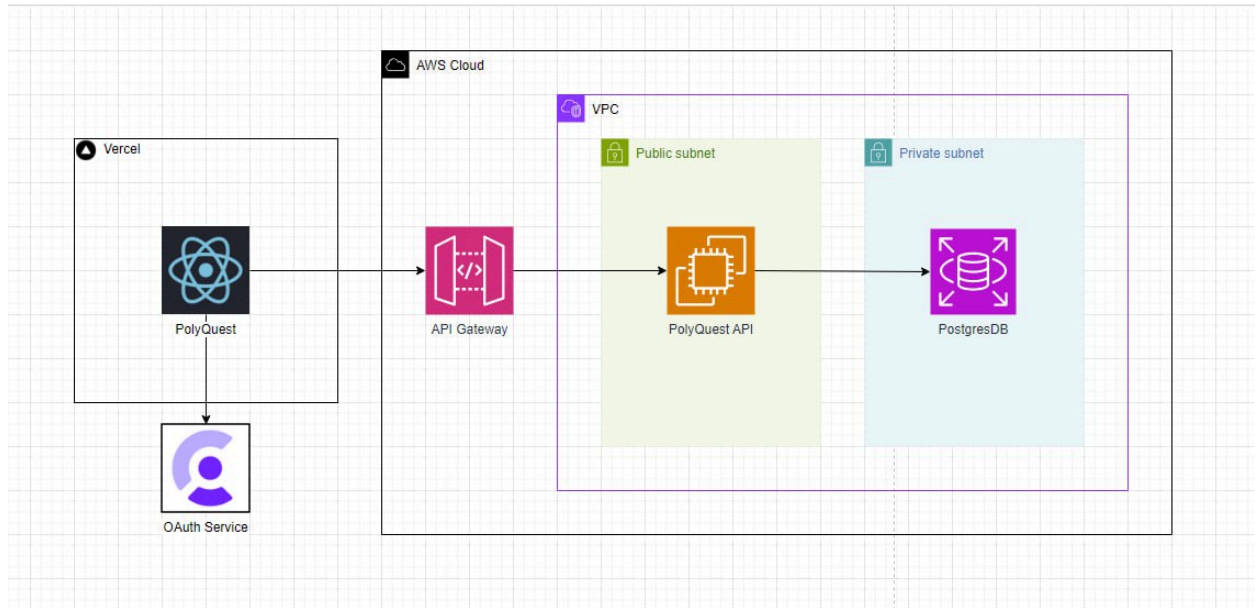 AWS Cloud
VPC
Vercel
Public subnet
Private subnet
</>
PolyQuest
API Gateway
PolyQuest API
PostgresDB
OAuth Service